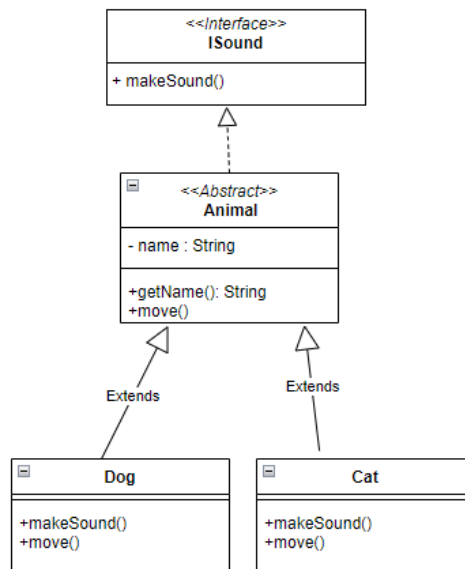 <<Interface>>
ISound
+ makeSound()
<<Abstract>>
Animal
- name : String
+getName(): String
+move()
Extends
Extends
Dog
+makeSound()
+move()
Cat
+makeSound()
+move()